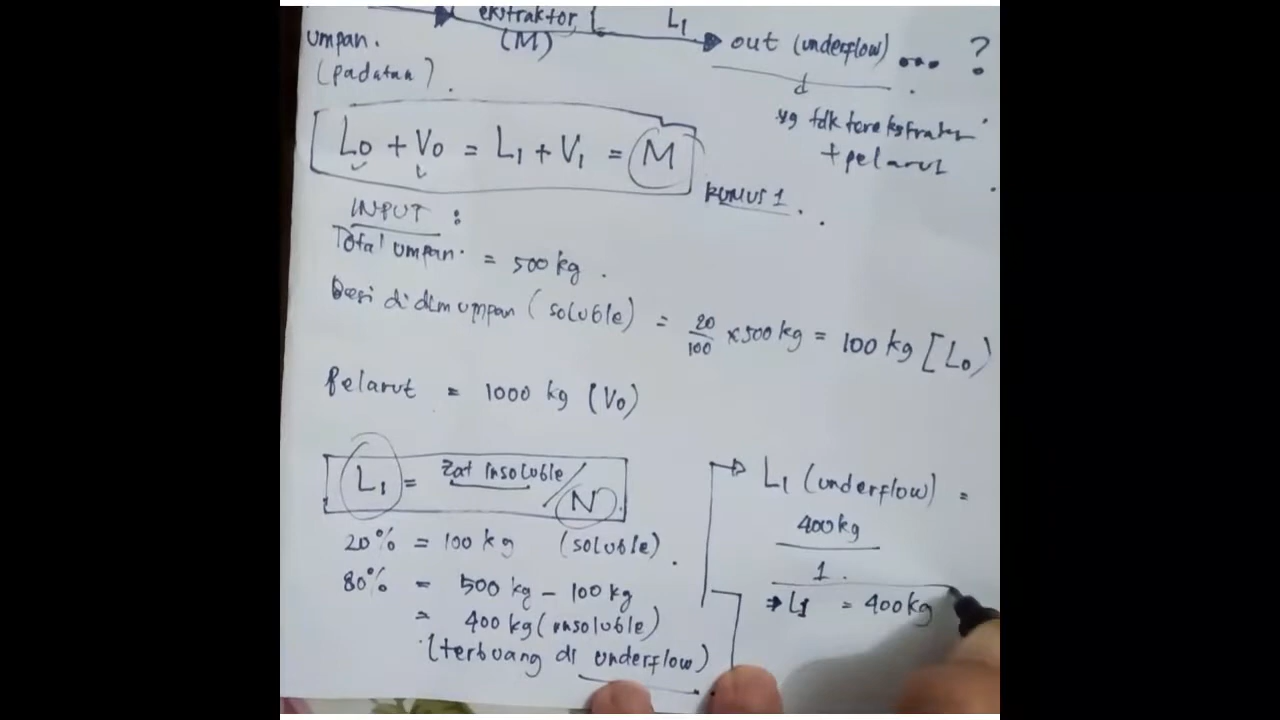 ekstraktor
L1
(M)
umpan.
(padatan).
out (underflow) .... ?
yg tdk terekstraksi
+ pelarut
L0 + V0 = L1 + V1 = M
RUMUS 1.
INPUT :
Total umpan = 500 kg.
di dlm umpan (soluble) = 20/100 x 500 kg = 100 kg [L0)
Pelarut = 1000 kg (V0)
L1 = Zat insoluble / N
20% = 100 kg (soluble).
80% = 500 kg - 100 kg
= 400 kg (insoluble)
(terbuang di underflow)
L1 (underflow) =
400 kg
1.
→ L1 = 400 kg